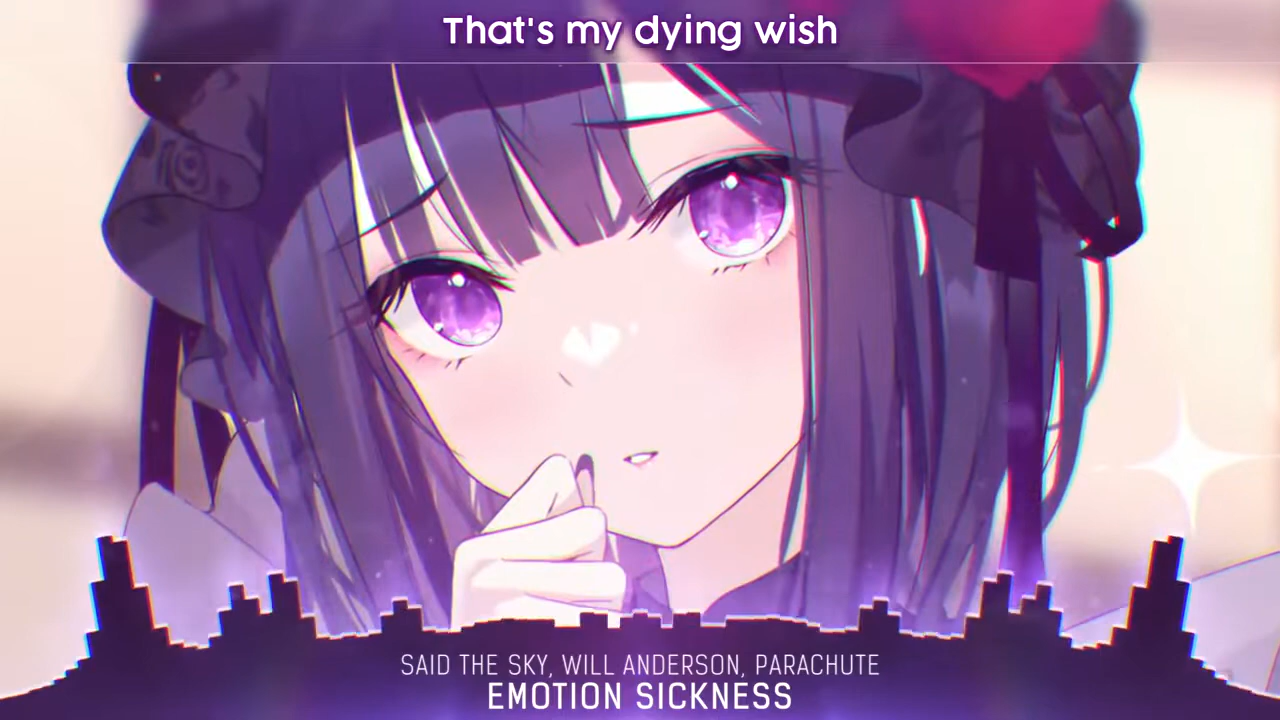 That's my dying wish
SAID THE SKY, WILL ANDERSON, PARACHUTE
EMOTION SICKNESS